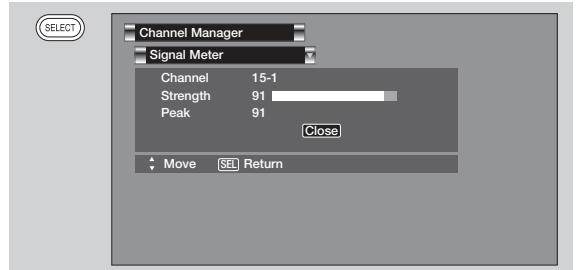 SELECT
Channel Manager
Signal Meter
Channel 15-1
Strength 91
Peak 91
Close
Move SEL Return